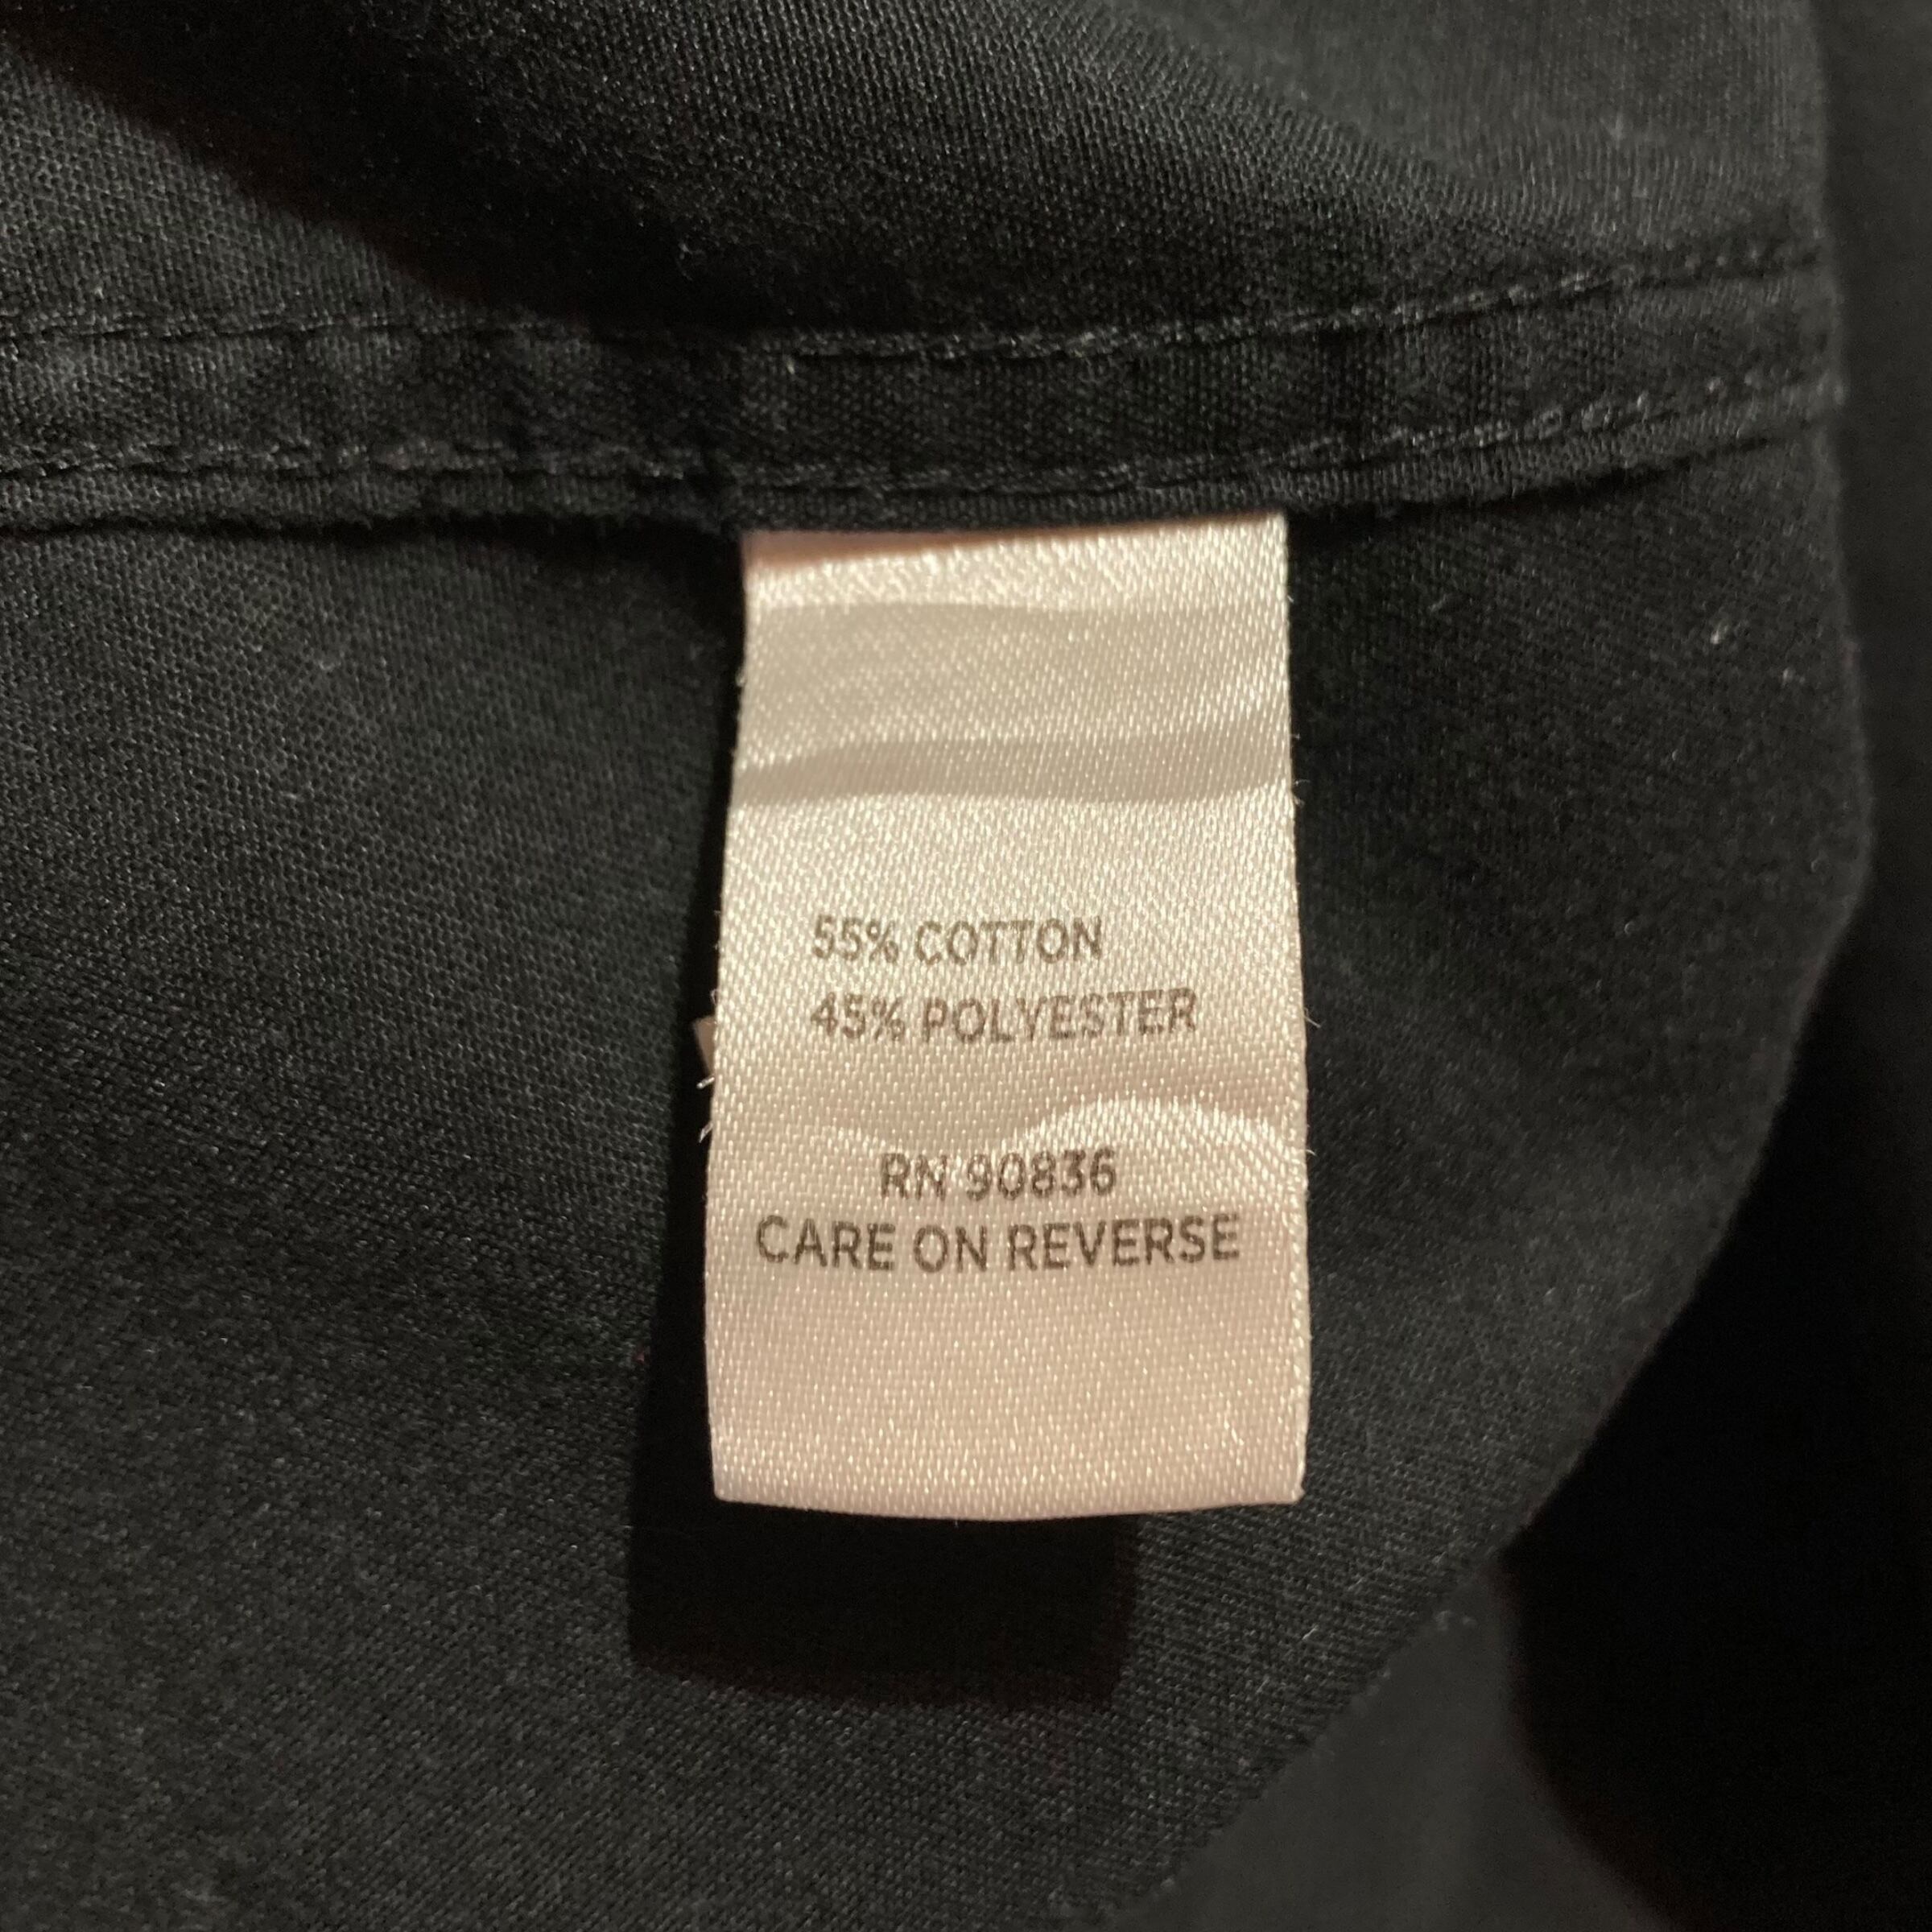 55% COTTON
45% POLYESTER
RN 90836
CARE ON REVERSE